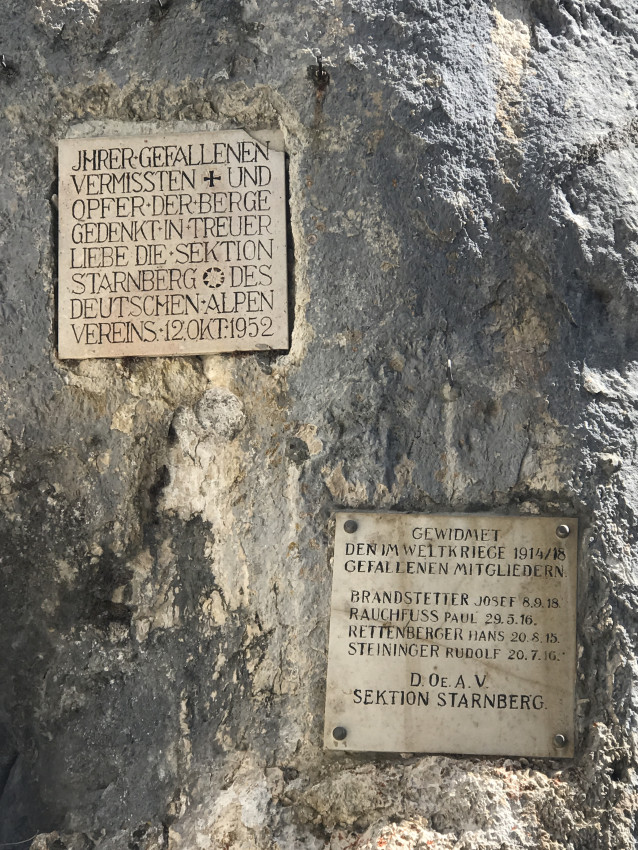 JHRER·GEFALLENEN
VERMISSTEN + UND
OPFER·DER·BERGE
GEDENKT·IN·TREUER
LIEBE·DIE·SEKTION
STARNBERG DES
DEUTSCHEN·ALPEN
VEREINS·12.OKT.1952
GEWIDMET
DEN IM WELTKRIEGE 1914/18
GEFALLENEN MITGLIEDERN.
BRANDSTETTER JOSEF 8.9.18.
RAUCHFUSS PAUL 29.5.16.
RETTENBERGER HANS 20.8.15.
STEININGER RUDOLF 20.7.16.
D.OE.A.V.
SEKTION STARNBERG.